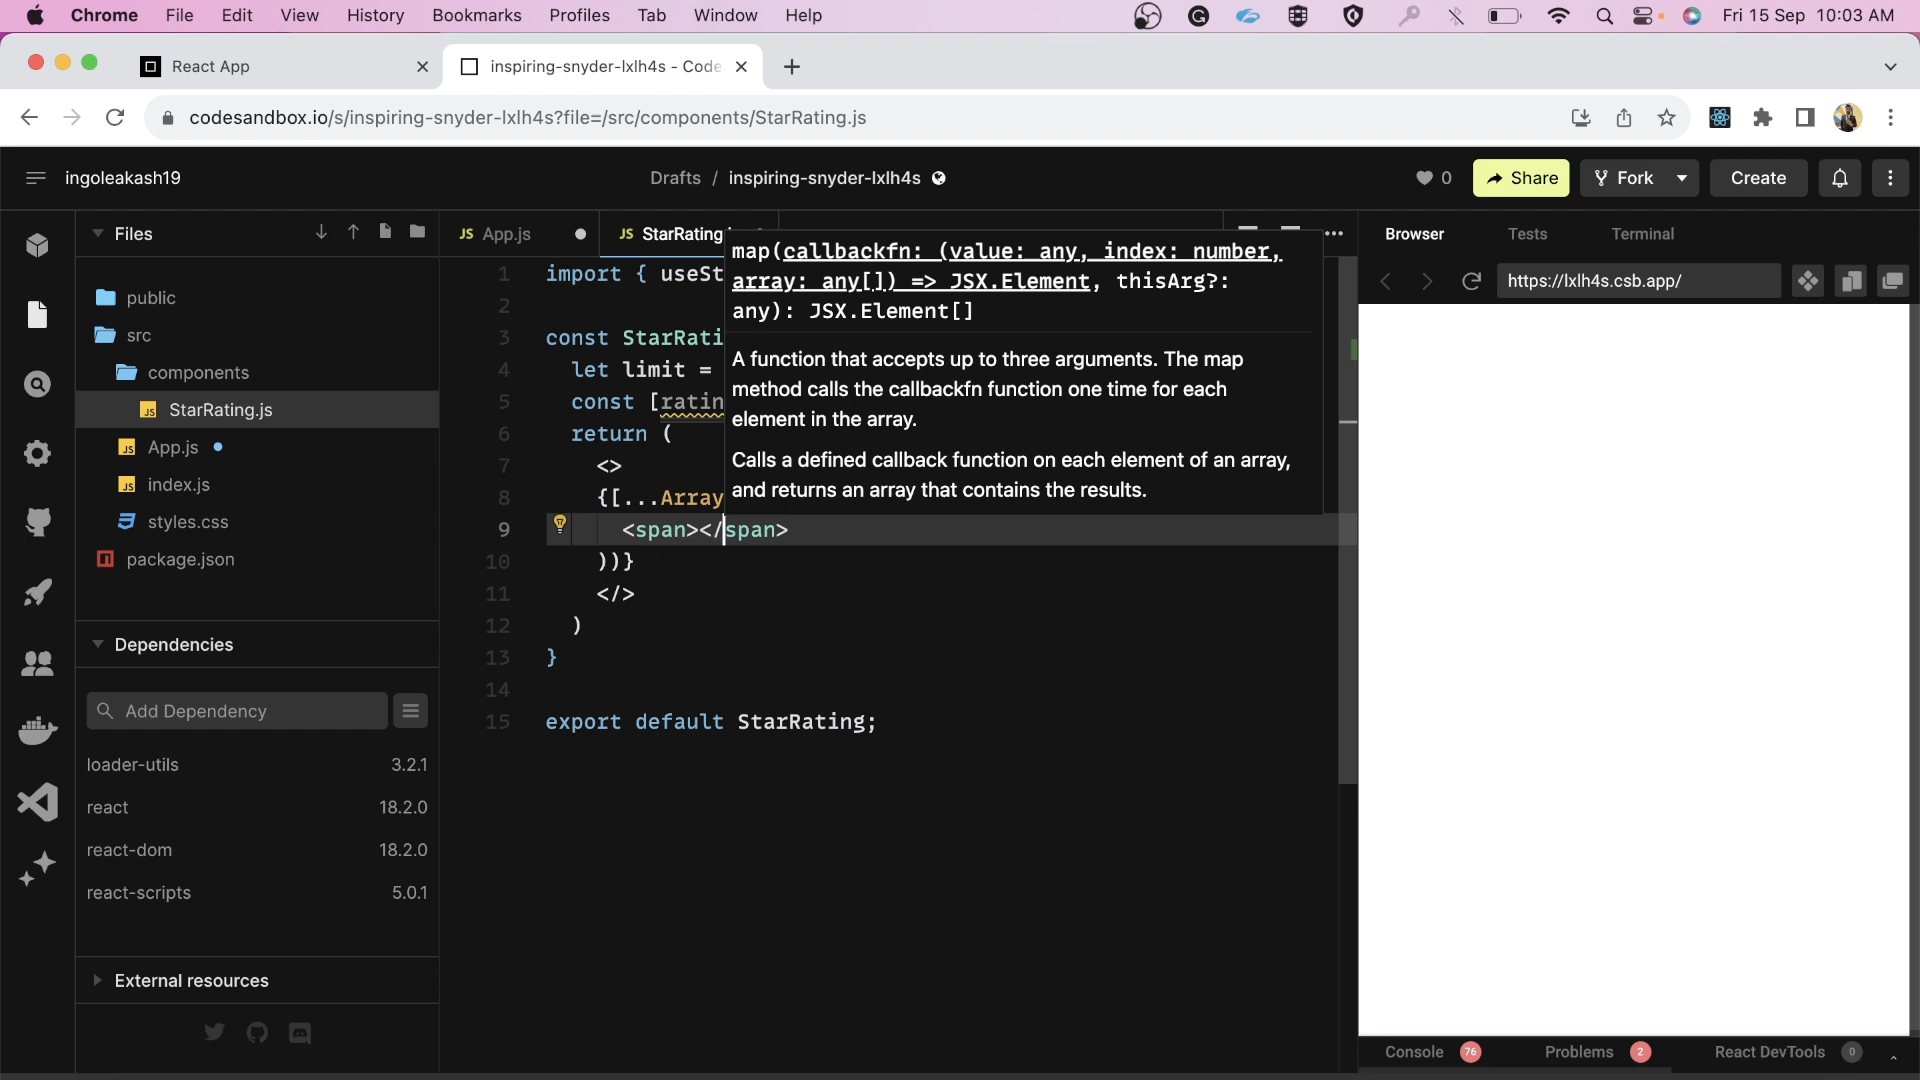 Chrome File Edit View History Bookmarks Profiles Tab Window Help Fri 15 Sep 10:03 AM
React App
inspiring-snyder-lxlh4s - Code
codesandbox.io/s/inspiring-snyder-lxlh4s?file=/src/components/StarRating.js
ingoleakash19
Drafts / inspiring-snyder-lxlh4s
0
Share
Fork
Create
Files
public
src
components
JS StarRating.js
JS App.js
JS index.js
styles.css
package.json
Dependencies
Add Dependency
loader-utils 3.2.1
react 18.2.0
react-dom 18.2.0
react-scripts 5.0.1
External resources
JS App.js
JS StarRating
1 import { useSt
2
3 const StarRati
4 let limit =
5 const [ratin
6 return (
7 <>
8 {[...Array
9 <span></span>
10 ))}
11 </>
12 )
13 }
14
15 export default StarRating;
map(callbackfn: (value: any, index: number,
array: any[]) => JSX.Element, thisArg?:
any): JSX.Element[]
A function that accepts up to three arguments. The map
method calls the callbackfn function one time for each
element in the array.
Calls a defined callback function on each element of an array,
and returns an array that contains the results.
Browser Tests Terminal
https://lxlh4s.csb.app/
Console 76 Problems 2 React DevTools 0